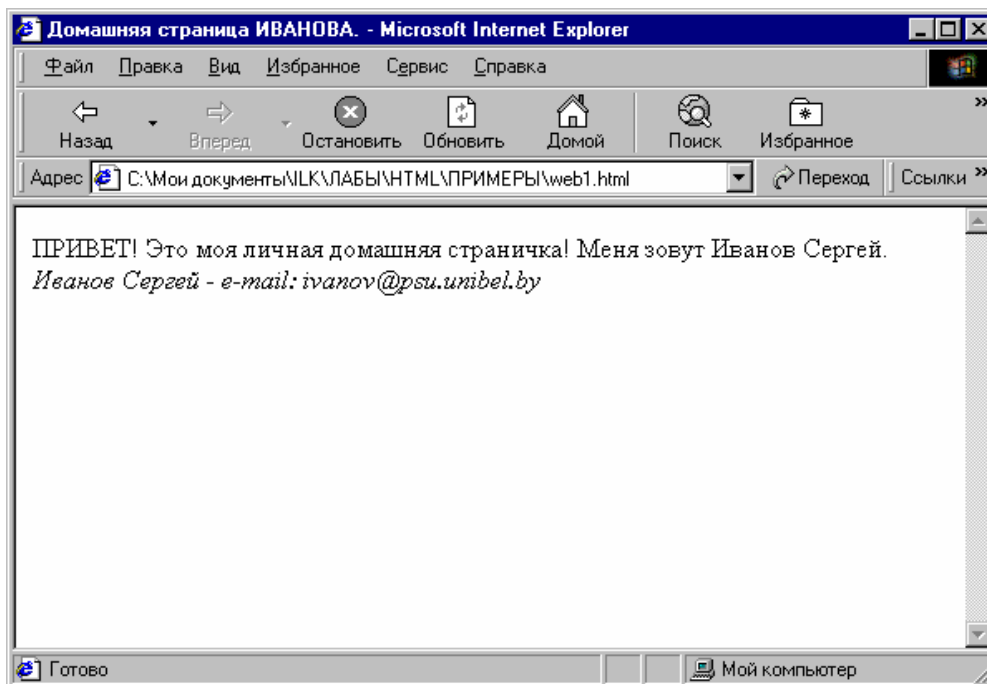 Домашняя страница ИВАНОВА. - Microsoft Internet Explorer
Файл Правка Вид Избранное Сервис Справка
Назад Вперед Остановить Обновить Домой Поиск Избранное »
Адрес C:\Мои документы\ILK\ЛАБЫ\HTML\ПРИМЕРЫ\web1.html Переход Ссылки »
ПРИВЕТ! Это моя личная домашняя страничка! Меня зовут Иванов Сергей.
Иванов Сергей - e-mail: ivanov@psu.unibel.by
Готово Мой компьютер